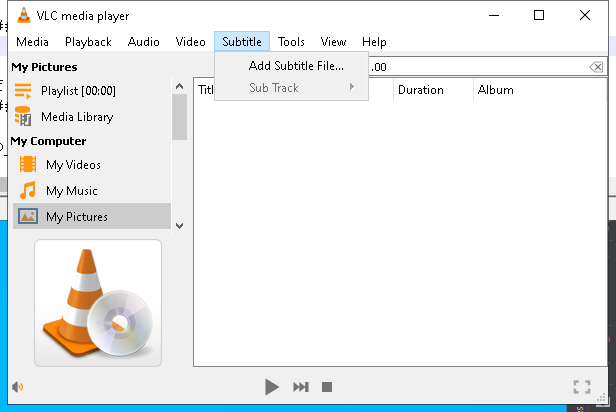 VLC media player
Media Playback Audio Video Subtitle Tools View Help
My Pictures
Add Subtitle File...
.00
Playlist [00:00]
Sub Track
Duration
Album
Media Library
My Computer
My Videos
My Music
My Pictures